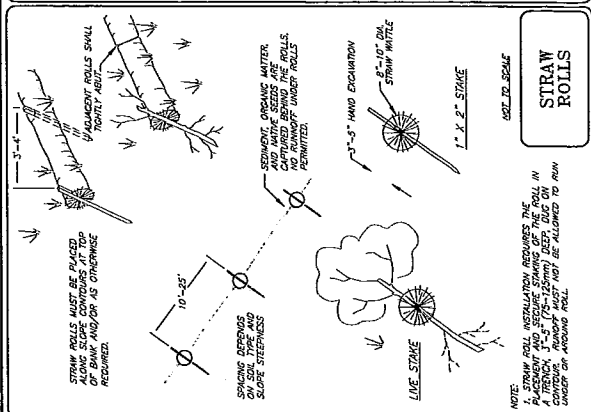 STRAW ROLLS MUST BE PLACED
ALONG SLOPE CONTOURS AT TOP
OF BANK AND/OR AS OTHERWISE
REQUIRED.
3'-4'
ADJACENT ROLLS SHALL
TIGHTLY ABUT.
10'-25'
SPACING DEPENDS
ON SOIL TYPE AND
SLOPE STEEPNESS
SEDIMENT, ORGANIC MATTER,
AND NATIVE SEEDS ARE
CAPTURED BEHIND THE ROLLS,
NO RUNNOFF UNDER ROLLS
PERMITTED.
3"-5" HAND EXCAVATION
8"-10" DIA.
STRAW WATTLE
LIVE STAKE
1" X 2" STAKE
NOT TO SCALE
NOTE:
1. STRAW ROLL INSTALLATION REQUIRES THE
PLACEMENT AND SECURE STAKING OF THE ROLL IN
A TRENCH, 3"-5" (75-125mm) DEEP, DUG ON
CONTOUR. RUNOFF MUST NOT BE ALLOWED TO RUN
UNDER OR AROUND ROLL.
STRAW
ROLLS